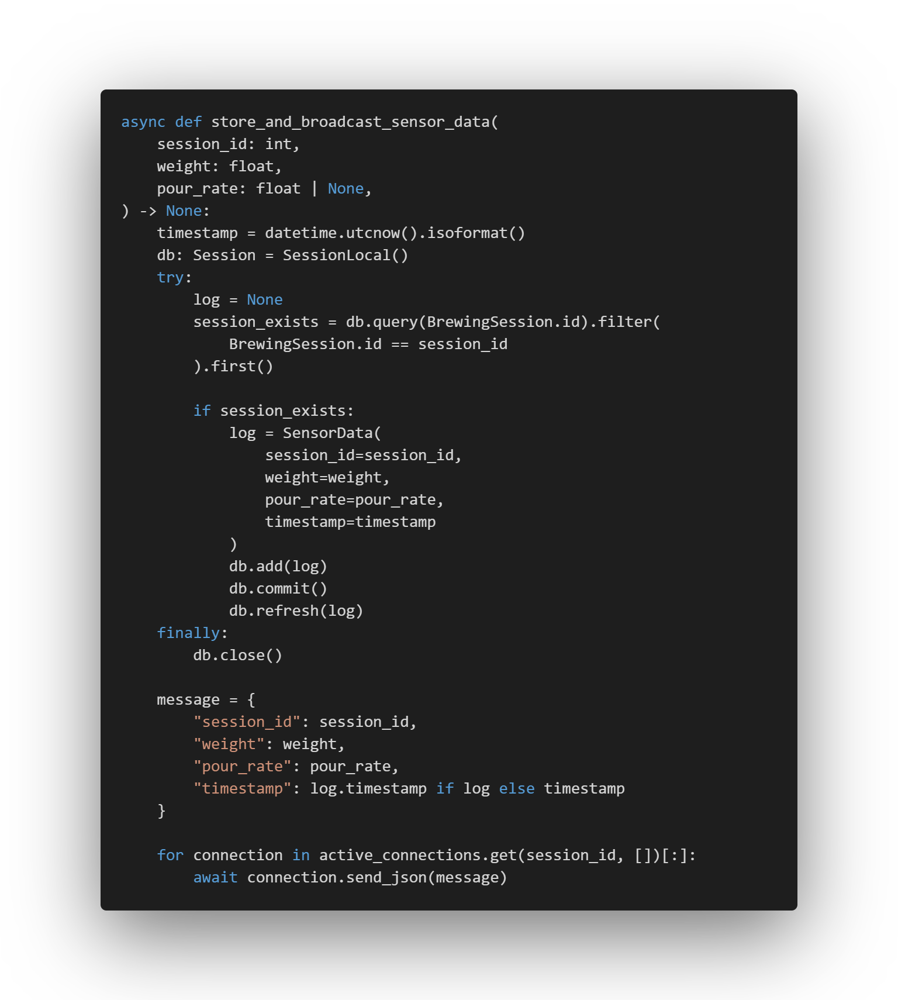 async def store_and_broadcast_sensor_data(
    session_id: int,
    weight: float,
    pour_rate: float | None,
) -> None:
    timestamp = datetime.utcnow().isoformat()
    db: Session = SessionLocal()
    try:
        log = None
        session_exists = db.query(BrewingSession.id).filter(
            BrewingSession.id == session_id
        ).first()

        if session_exists:
            log = SensorData(
                session_id=session_id,
                weight=weight,
                pour_rate=pour_rate,
                timestamp=timestamp
            )
            db.add(log)
            db.commit()
            db.refresh(log)
    finally:
        db.close()

    message = {
        "session_id": session_id,
        "weight": weight,
        "pour_rate": pour_rate,
        "timestamp": log.timestamp if log else timestamp
    }

    for connection in active_connections.get(session_id, [])[:]:
        await connection.send_json(message)